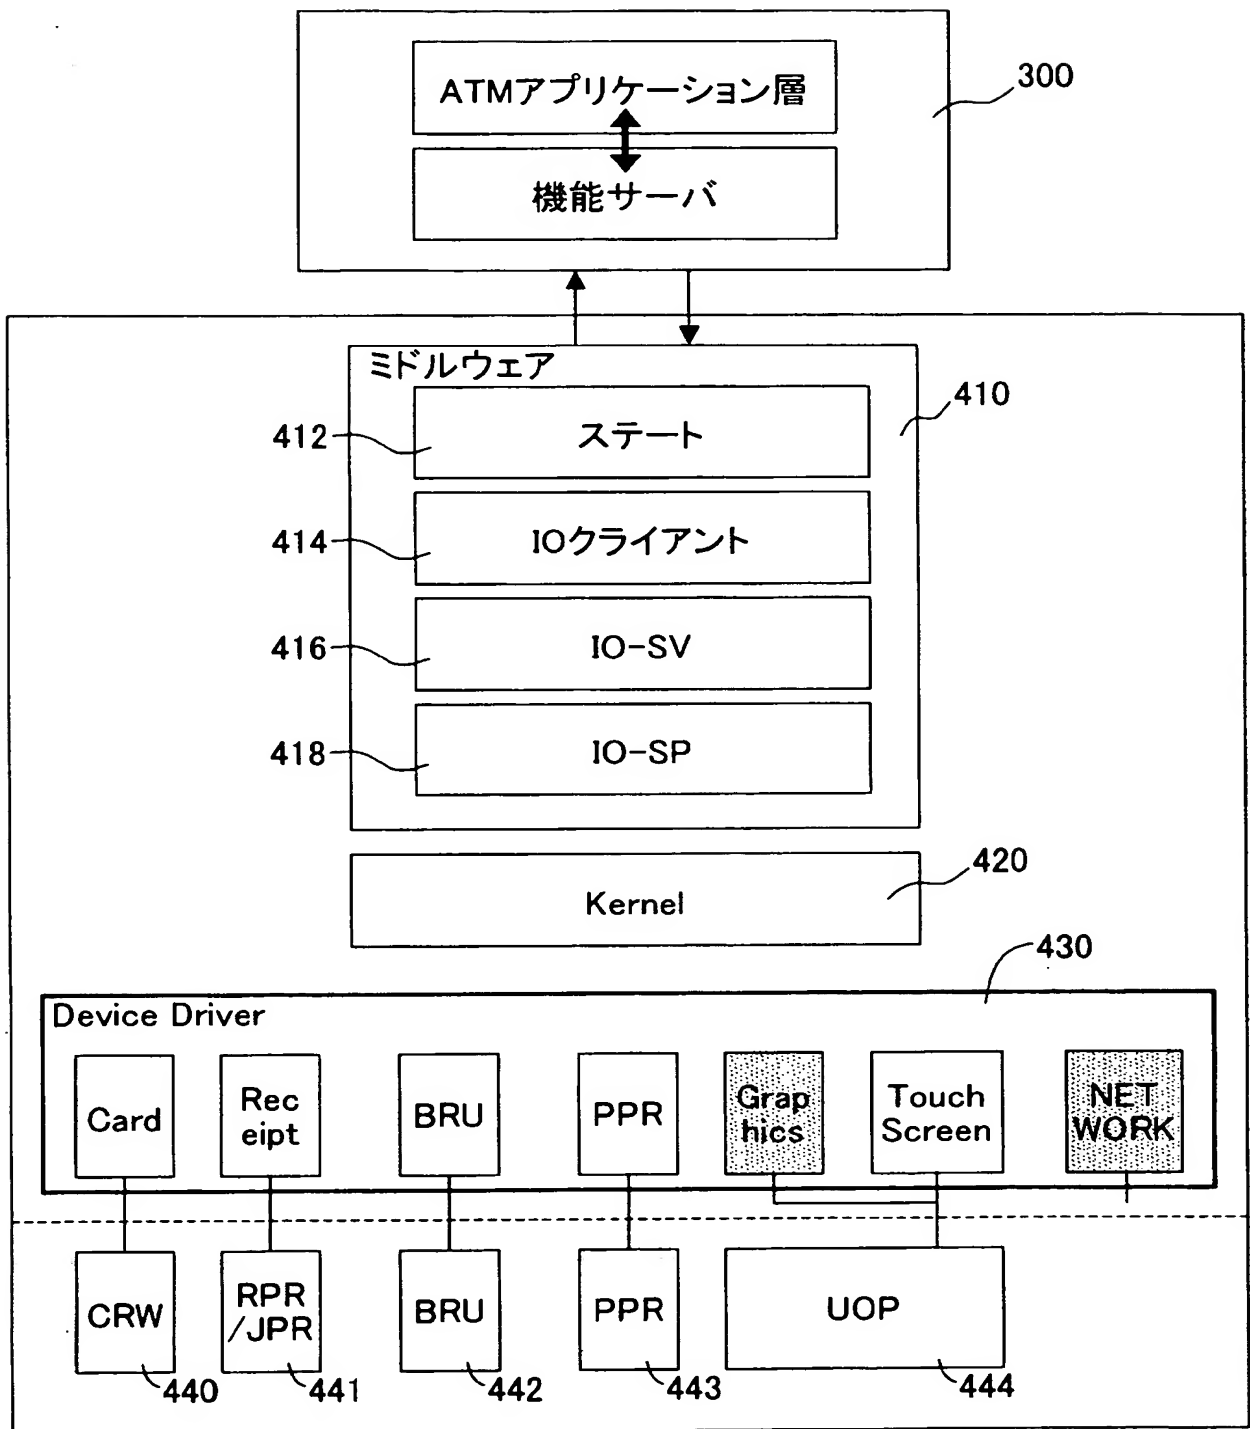 ATMアプリケーション層
300
機能サーバ
ミドルウェア
410
412
ステート
414
IOクライアント
416
IO-SV
418
IO-SP
420
Kernel
430
Device Driver
Card
Rec
eipt
BRU
PPR
Grap
hics
Touch
Screen
NET
WORK
CRW
RPR
/JPR
BRU
PPR
UOP
440
441
442
443
444